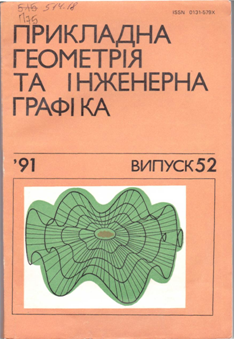 ISSN 0131-579X
ПРИКЛАДНА
ГЕОМЕТРІЯ
ТА ІНЖЕНЕРНА
ГРАФІКА
'91 ВИПУСК 52